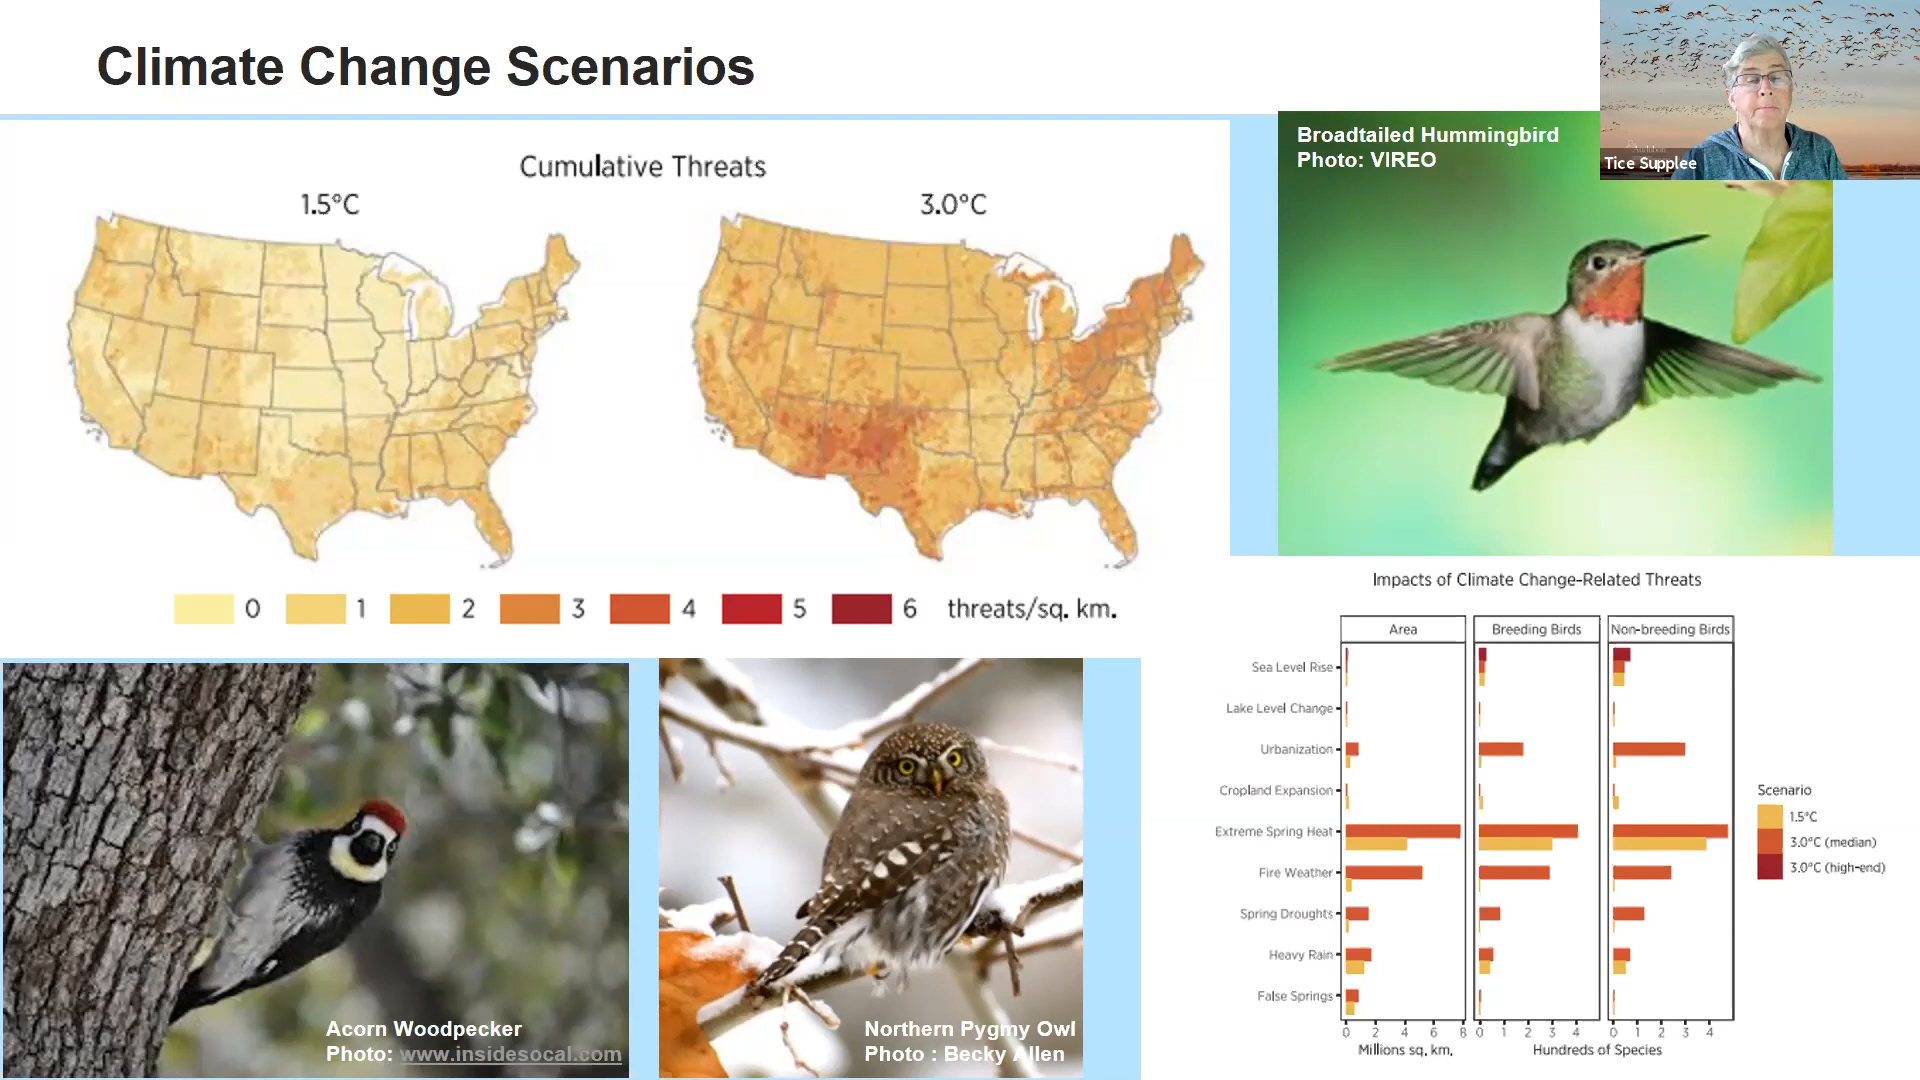 Climate Change Scenarios
Cumulative Threats
1.5°C
3.0°C
0 1 2 3 4 5 6 threats/sq. km.
Broadtailed Hummingbird
Photo: VIREO
Audubon
Tice Supplee
Acorn Woodpecker
Photo: www.insidesocal.com
Northern Pygmy Owl
Photo : Becky Allen
Impacts of Climate Change-Related Threats
Area
Breeding Birds
Non-breeding Birds
Sea Level Rise
Lake Level Change
Urbanization
Cropland Expansion
Extreme Spring Heat
Fire Weather
Spring Droughts
Heavy Rain
False Springs
0 2 4 6 8
0 1 2 3 4
0 1 2 3 4
Millions sq. km.
Hundreds of Species
Scenario
1.5°C
3.0°C (median)
3.0°C (high-end)